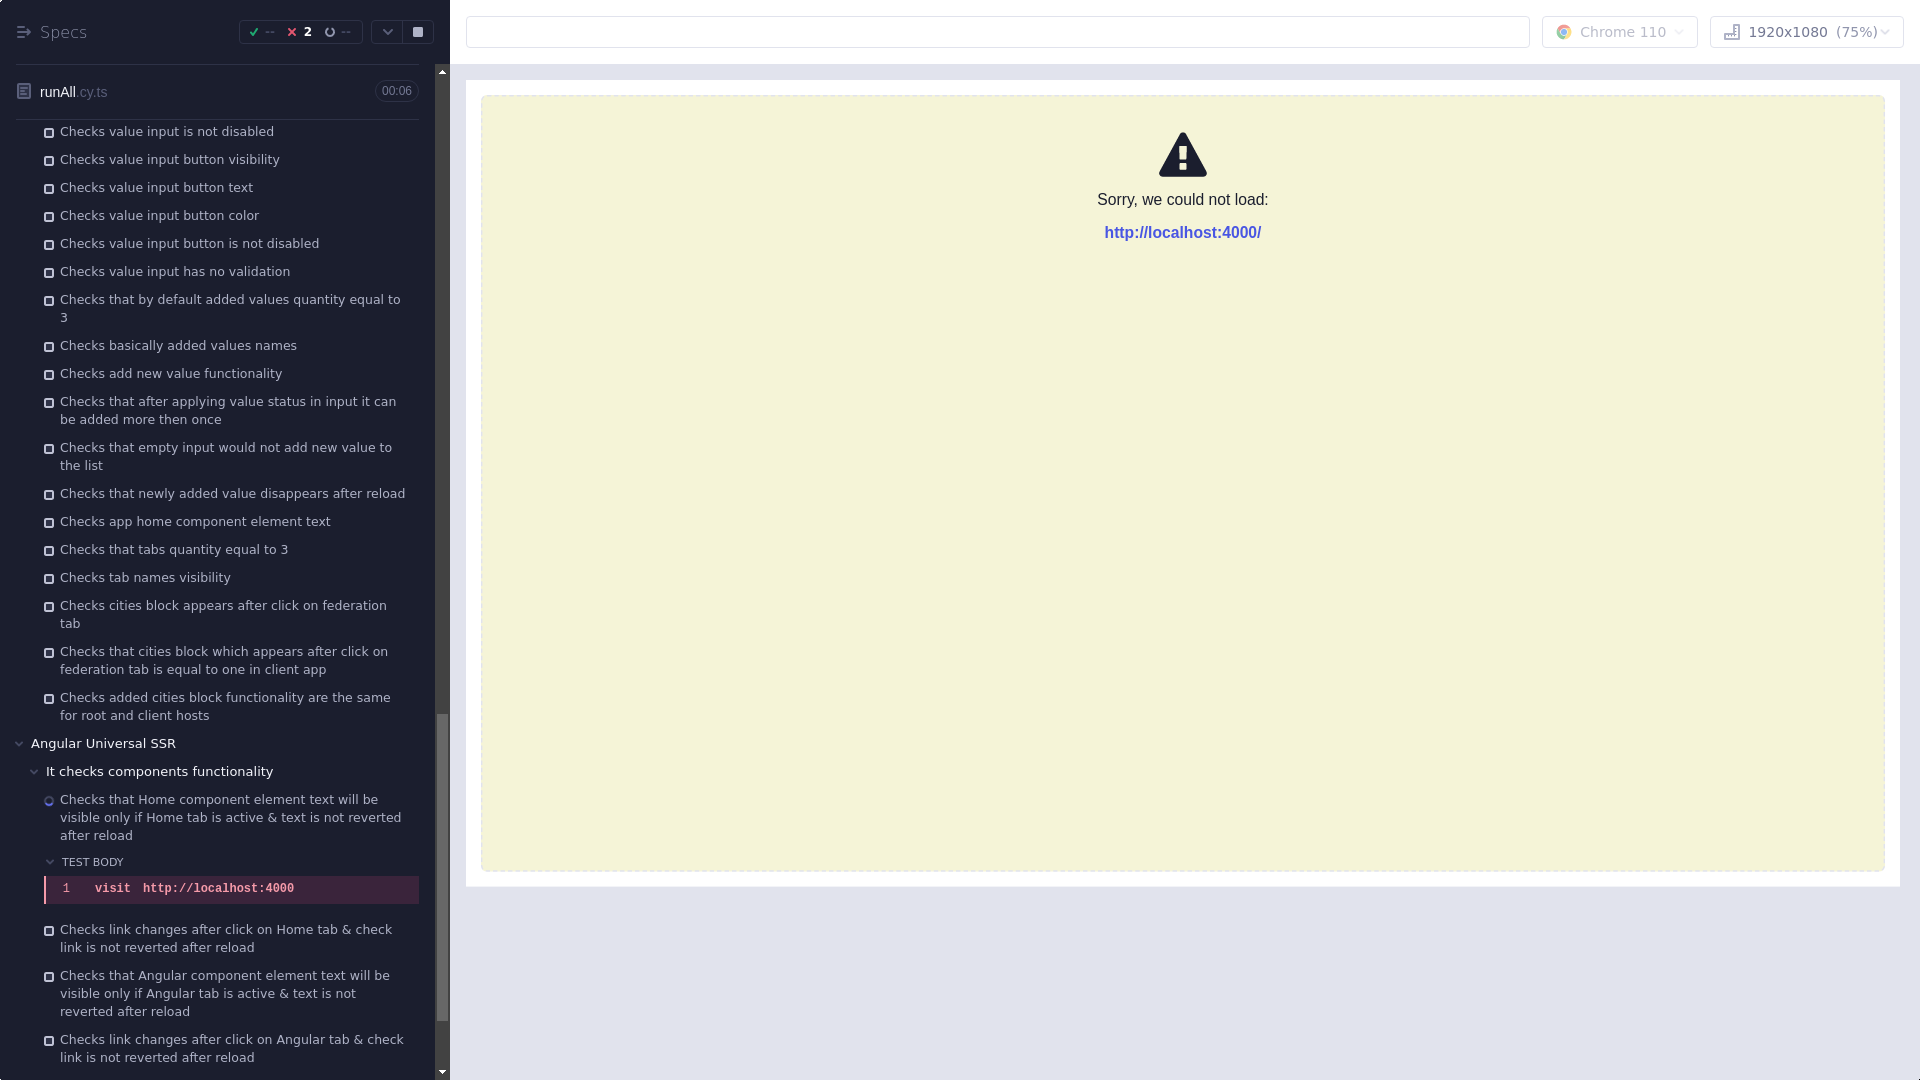 Specs
--
2
--
runAll.cy.ts
00:06
Checks value input is not disabled
Checks value input button visibility
Checks value input button text
Checks value input button color
Checks value input button is not disabled
Checks value input has no validation
Checks that by default added values quantity equal to
3
Checks basically added values names
Checks add new value functionality
Checks that after applying value status in input it can
be added more then once
Checks that empty input would not add new value to
the list
Checks that newly added value disappears after reload
Checks app home component element text
Checks that tabs quantity equal to 3
Checks tab names visibility
Checks cities block appears after click on federation
tab
Checks that cities block which appears after click on
federation tab is equal to one in client app
Checks added cities block functionality are the same
for root and client hosts
Angular Universal SSR
It checks components functionality
Checks that Home component element text will be
visible only if Home tab is active & text is not reverted
after reload
TEST BODY
1 visit http://localhost:4000
Checks link changes after click on Home tab & check
link is not reverted after reload
Checks that Angular component element text will be
visible only if Angular tab is active & text is not
reverted after reload
Checks link changes after click on Angular tab & check
link is not reverted after reload
Chrome 110
1920x1080 (75%)
Sorry, we could not load:
http://localhost:4000/